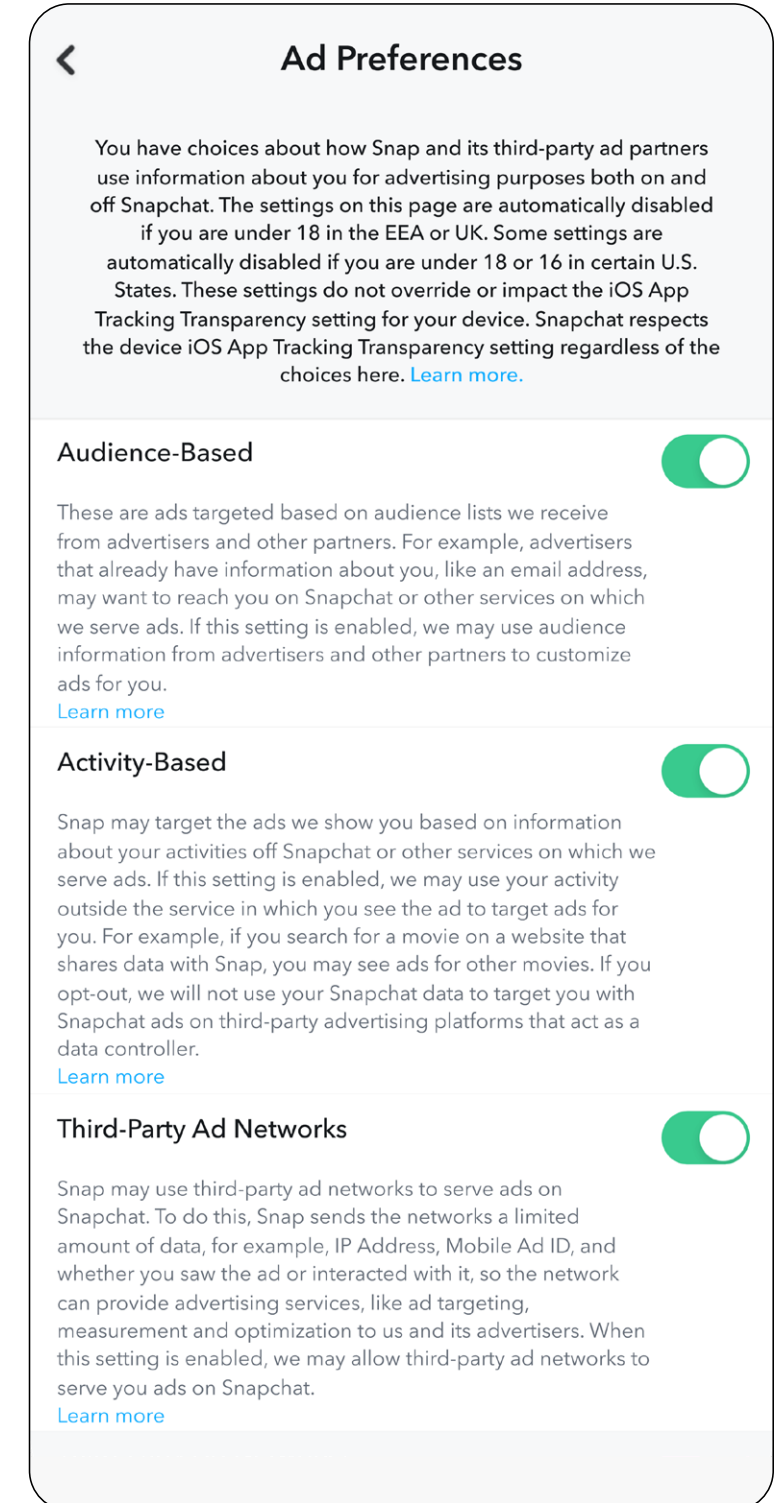 Ad Preferences
You have choices about how Snap and its third-party ad partners
use information about you for advertising purposes both on and
off Snapchat. The settings on this page are automatically disabled
if you are under 18 in the EEA or UK. Some settings are
automatically disabled if you are under 18 or 16 in certain U.S.
States. These settings do not override or impact the iOS App
Tracking Transparency setting for your device. Snapchat respects
the device iOS App Tracking Transparency setting regardless of the
choices here. Learn more.
Audience-Based
These are ads targeted based on audience lists we receive
from advertisers and other partners. For example, advertisers
that already have information about you, like an email address,
may want to reach you on Snapchat or other services on which
we serve ads. If this setting is enabled, we may use audience
information from advertisers and other partners to customize
ads for you.
Learn more
Activity-Based
Snap may target the ads we show you based on information
about your activities off Snapchat or other services on which we
serve ads. If this setting is enabled, we may use your activity
outside the service in which you see the ad to target ads for
you. For example, if you search for a movie on a website that
shares data with Snap, you may see ads for other movies. If you
opt-out, we will not use your Snapchat data to target you with
Snapchat ads on third-party advertising platforms that act as a
data controller.
Learn more
Third-Party Ad Networks
Snap may use third-party ad networks to serve ads on
Snapchat. To do this, Snap sends the networks a limited
amount of data, for example, IP Address, Mobile Ad ID, and
whether you saw the ad or interacted with it, so the network
can provide advertising services, like ad targeting,
measurement and optimization to us and its advertisers. When
this setting is enabled, we may allow third-party ad networks to
serve you ads on Snapchat.
Learn more